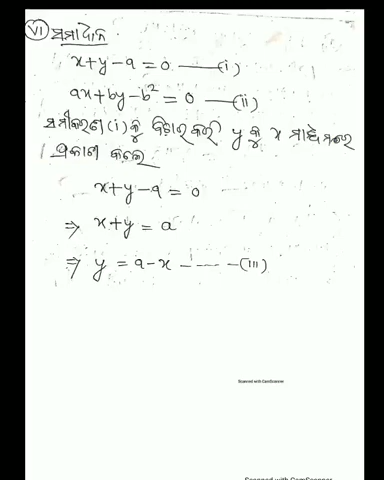 (VI) ସମାଧାନ
x+y-a=0 ——(i)
ax+by-b²=0 —(ii)
ସମୀକରଣ (i) କୁ ବିଚାର କରି y କୁ x ମାଧ୍ୟମରେ
ପ୍ରକାଶ କଲେ
x+y-a=0
⇒ x+y=a
⇒ y=a-x -----(iii)
Scanned with CamScanner
Scanned with CamScanner